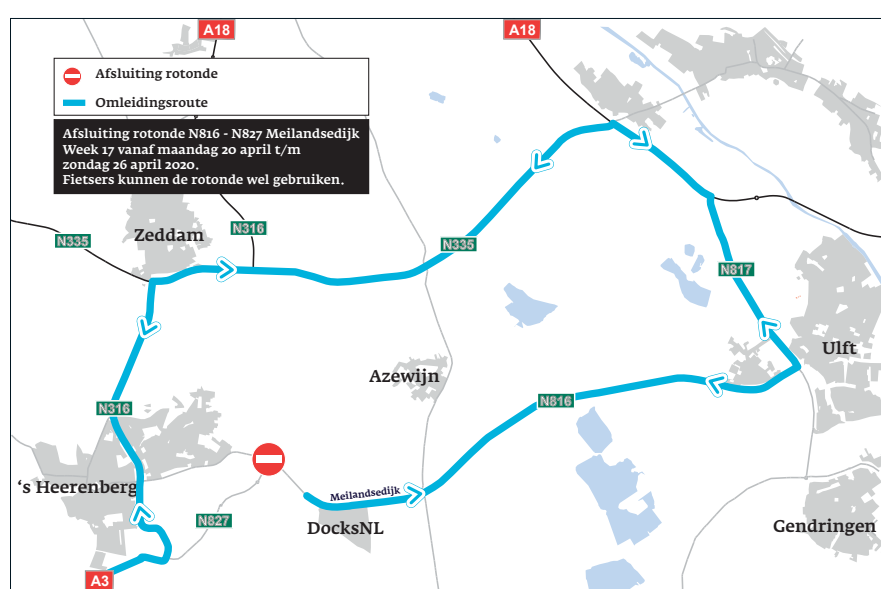 A18
A18
Afsluiting rotonde
Omleidingsroute
Afsluiting rotonde N816 - N827 Meilandsedijk
Week 17 vanaf maandag 20 april t/m
zondag 26 april 2020.
Fietsers kunnen de rotonde wel gebruiken.
N316
Zeddam
N335
N335
N817
Ulft
Azewijn
N816
N316
's Heerenberg
Meilandsedijk
N827
DocksNL
Gendringen
A3